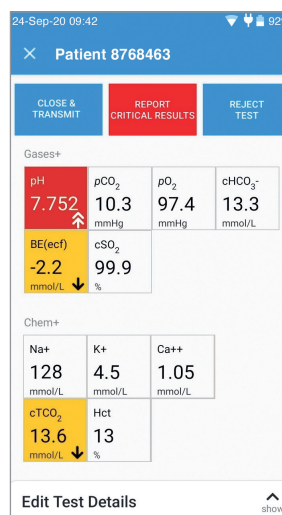 24-Sep-20 09:42 92%
× Patient 8768463
CLOSE & TRANSMIT
REPORT CRITICAL RESULTS
REJECT TEST
Gases+
pH pCO2 pO2 cHCO3-
7.752 10.3 97.4 13.3
mmHg mmHg mmol/L
BE(ecf) cSO2
-2.2 99.9
mmol/L %
Chem+
Na+ K+ Ca++
128 4.5 1.05
mmol/L mmol/L mmol/L
cTCO2 Hct
13.6 13
mmol/L %
Edit Test Details
show